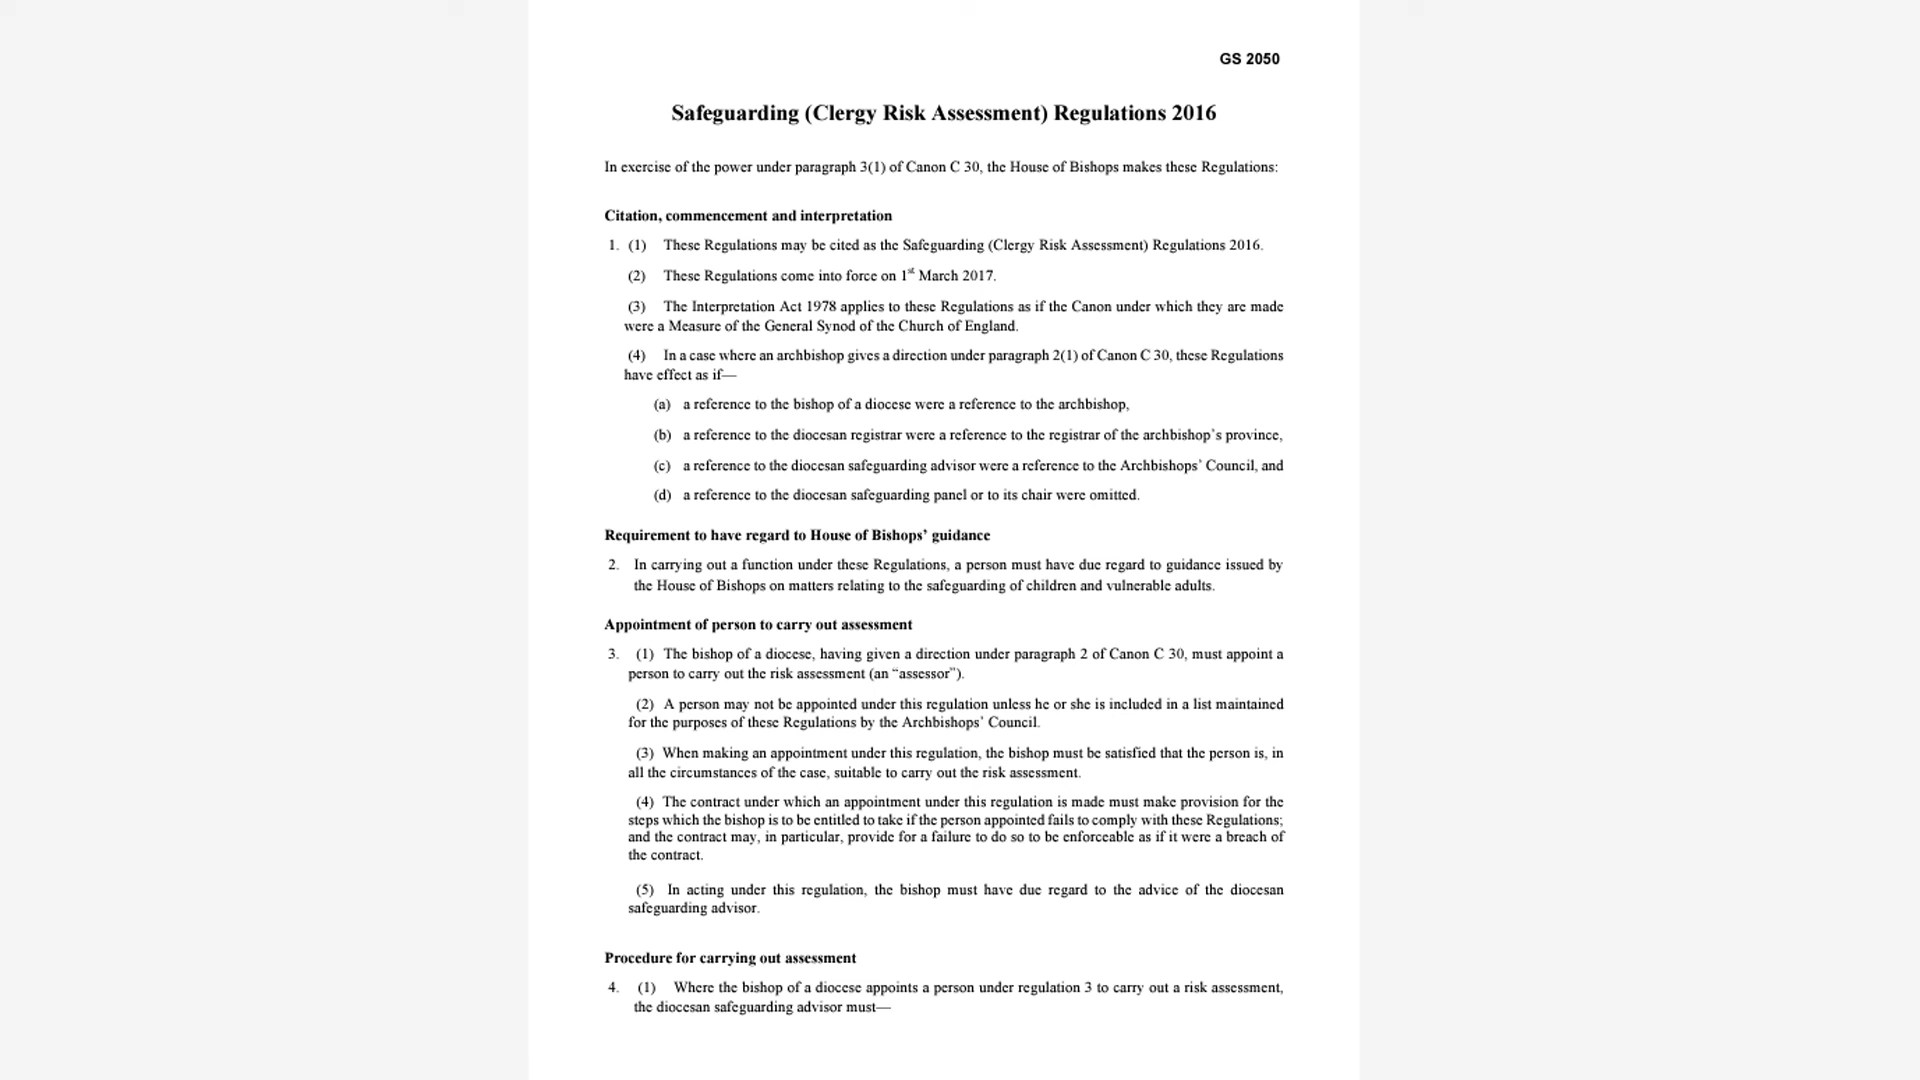 GS 2050
Safeguarding (Clergy Risk Assessment) Regulations 2016
In exercise of the power under paragraph 3(1) of Canon C 30, the House of Bishops makes these Regulations:
Citation, commencement and interpretation
1. (1) These Regulations may be cited as the Safeguarding (Clergy Risk Assessment) Regulations 2016.
(2) These Regulations come into force on 1st March 2017.
(3) The Interpretation Act 1978 applies to these Regulations as if the Canon under which they are made
were a Measure of the General Synod of the Church of England.
(4) In a case where an archbishop gives a direction under paragraph 2(1) of Canon C 30, these Regulations
have effect as if—
(a) a reference to the bishop of a diocese were a reference to the archbishop,
(b) a reference to the diocesan registrar were a reference to the registrar of the archbishop's province,
(c) a reference to the diocesan safeguarding advisor were a reference to the Archbishops' Council, and
(d) a reference to the diocesan safeguarding panel or to its chair were omitted.
Requirement to have regard to House of Bishops' guidance
2. In carrying out a function under these Regulations, a person must have due regard to guidance issued by
the House of Bishops on matters relating to the safeguarding of children and vulnerable adults.
Appointment of person to carry out assessment
3. (1) The bishop of a diocese, having given a direction under paragraph 2 of Canon C 30, must appoint a
person to carry out the risk assessment (an “assessor”).
(2) A person may not be appointed under this regulation unless he or she is included in a list maintained
for the purposes of these Regulations by the Archbishops' Council.
(3) When making an appointment under this regulation, the bishop must be satisfied that the person is, in
all the circumstances of the case, suitable to carry out the risk assessment.
(4) The contract under which an appointment under this regulation is made must make provision for the
steps which the bishop is to be entitled to take if the person appointed fails to comply with these Regulations;
and the contract may, in particular, provide for a failure to do so to be enforceable as if it were a breach of
the contract.
(5) In acting under this regulation, the bishop must have due regard to the advice of the diocesan
safeguarding advisor.
Procedure for carrying out assessment
4. (1) Where the bishop of a diocese appoints a person under regulation 3 to carry out a risk assessment,
the diocesan safeguarding advisor must—